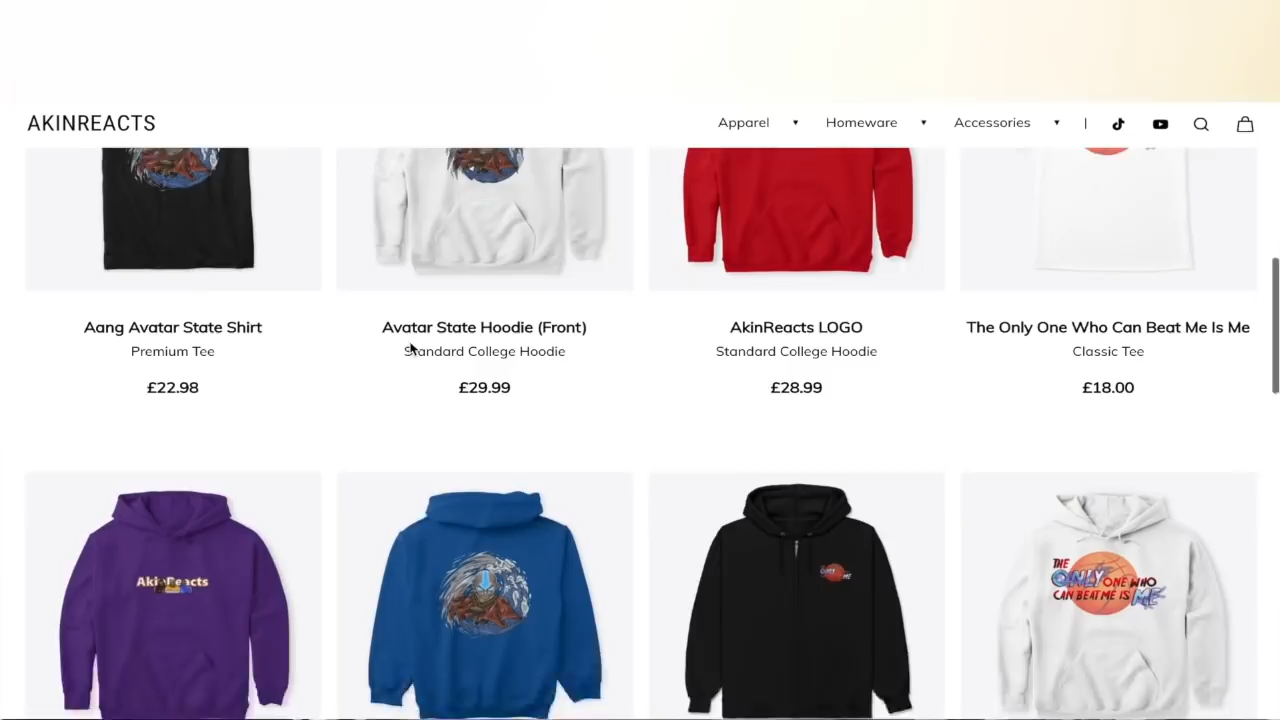 AKINREACTS
Apparel
Homeware
Accessories
Aang Avatar State Shirt
Premium Tee
£22.98
Avatar State Hoodie (Front)
Standard College Hoodie
£29.99
AkinReacts LOGO
Standard College Hoodie
£28.99
The Only One Who Can Beat Me Is Me
Classic Tee
£18.00
AkinReacts
ONLY
ME
THE
ONLY ONE WHO
CAN BEAT ME IS ME